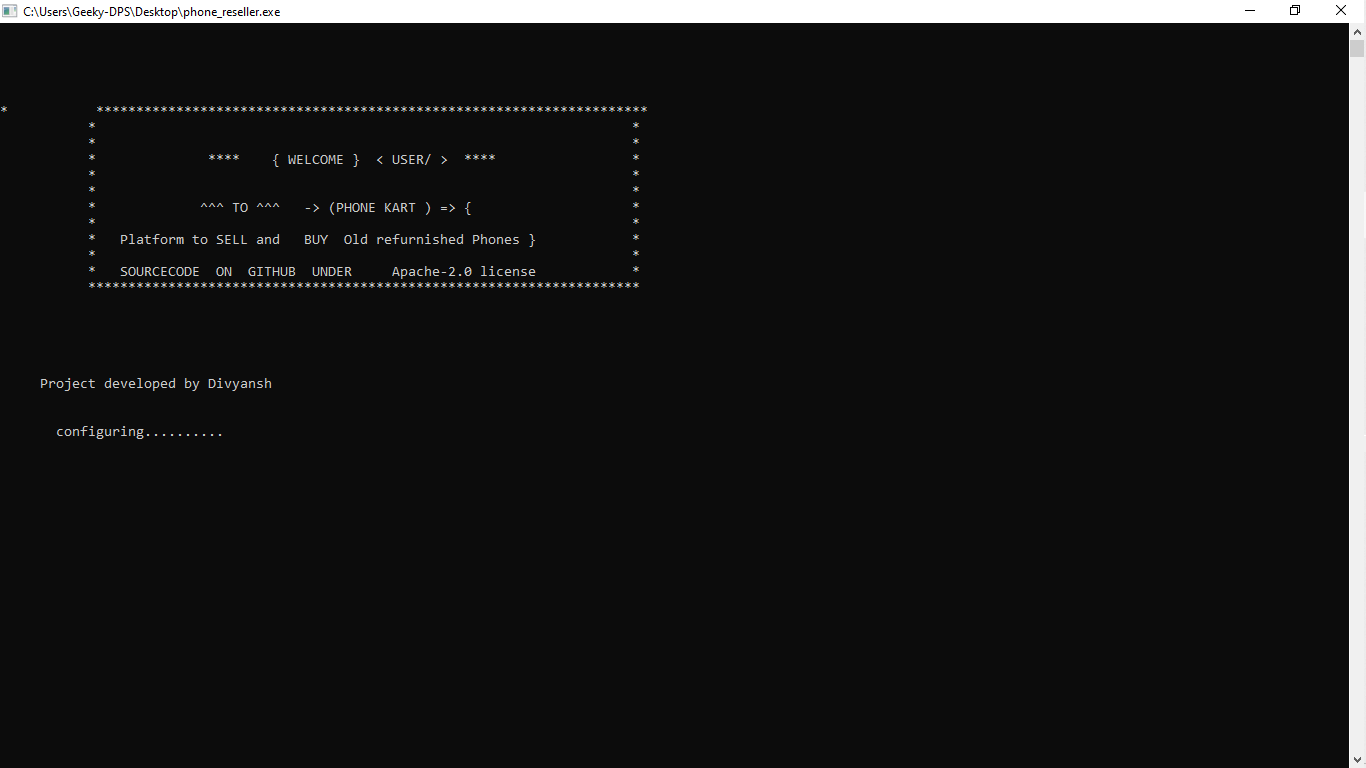 C:\Users\Geeky-DPS\Desktop\phone_reseller.exe
*           *********************************************************************
*                                                                   *
*                                                                   *
*              ****    { WELCOME }  < USER/ >  ****                 *
*                                                                   *
*                                                                   *
*             ^^^ TO ^^^   -> (PHONE KART ) => {                    *
*                                                                   *
*   Platform to SELL and   BUY  Old refurnished Phones }            *
*                                                                   *
*   SOURCECODE  ON  GITHUB  UNDER     Apache-2.0 license            *
*********************************************************************
Project developed by Divyansh
configuring..........